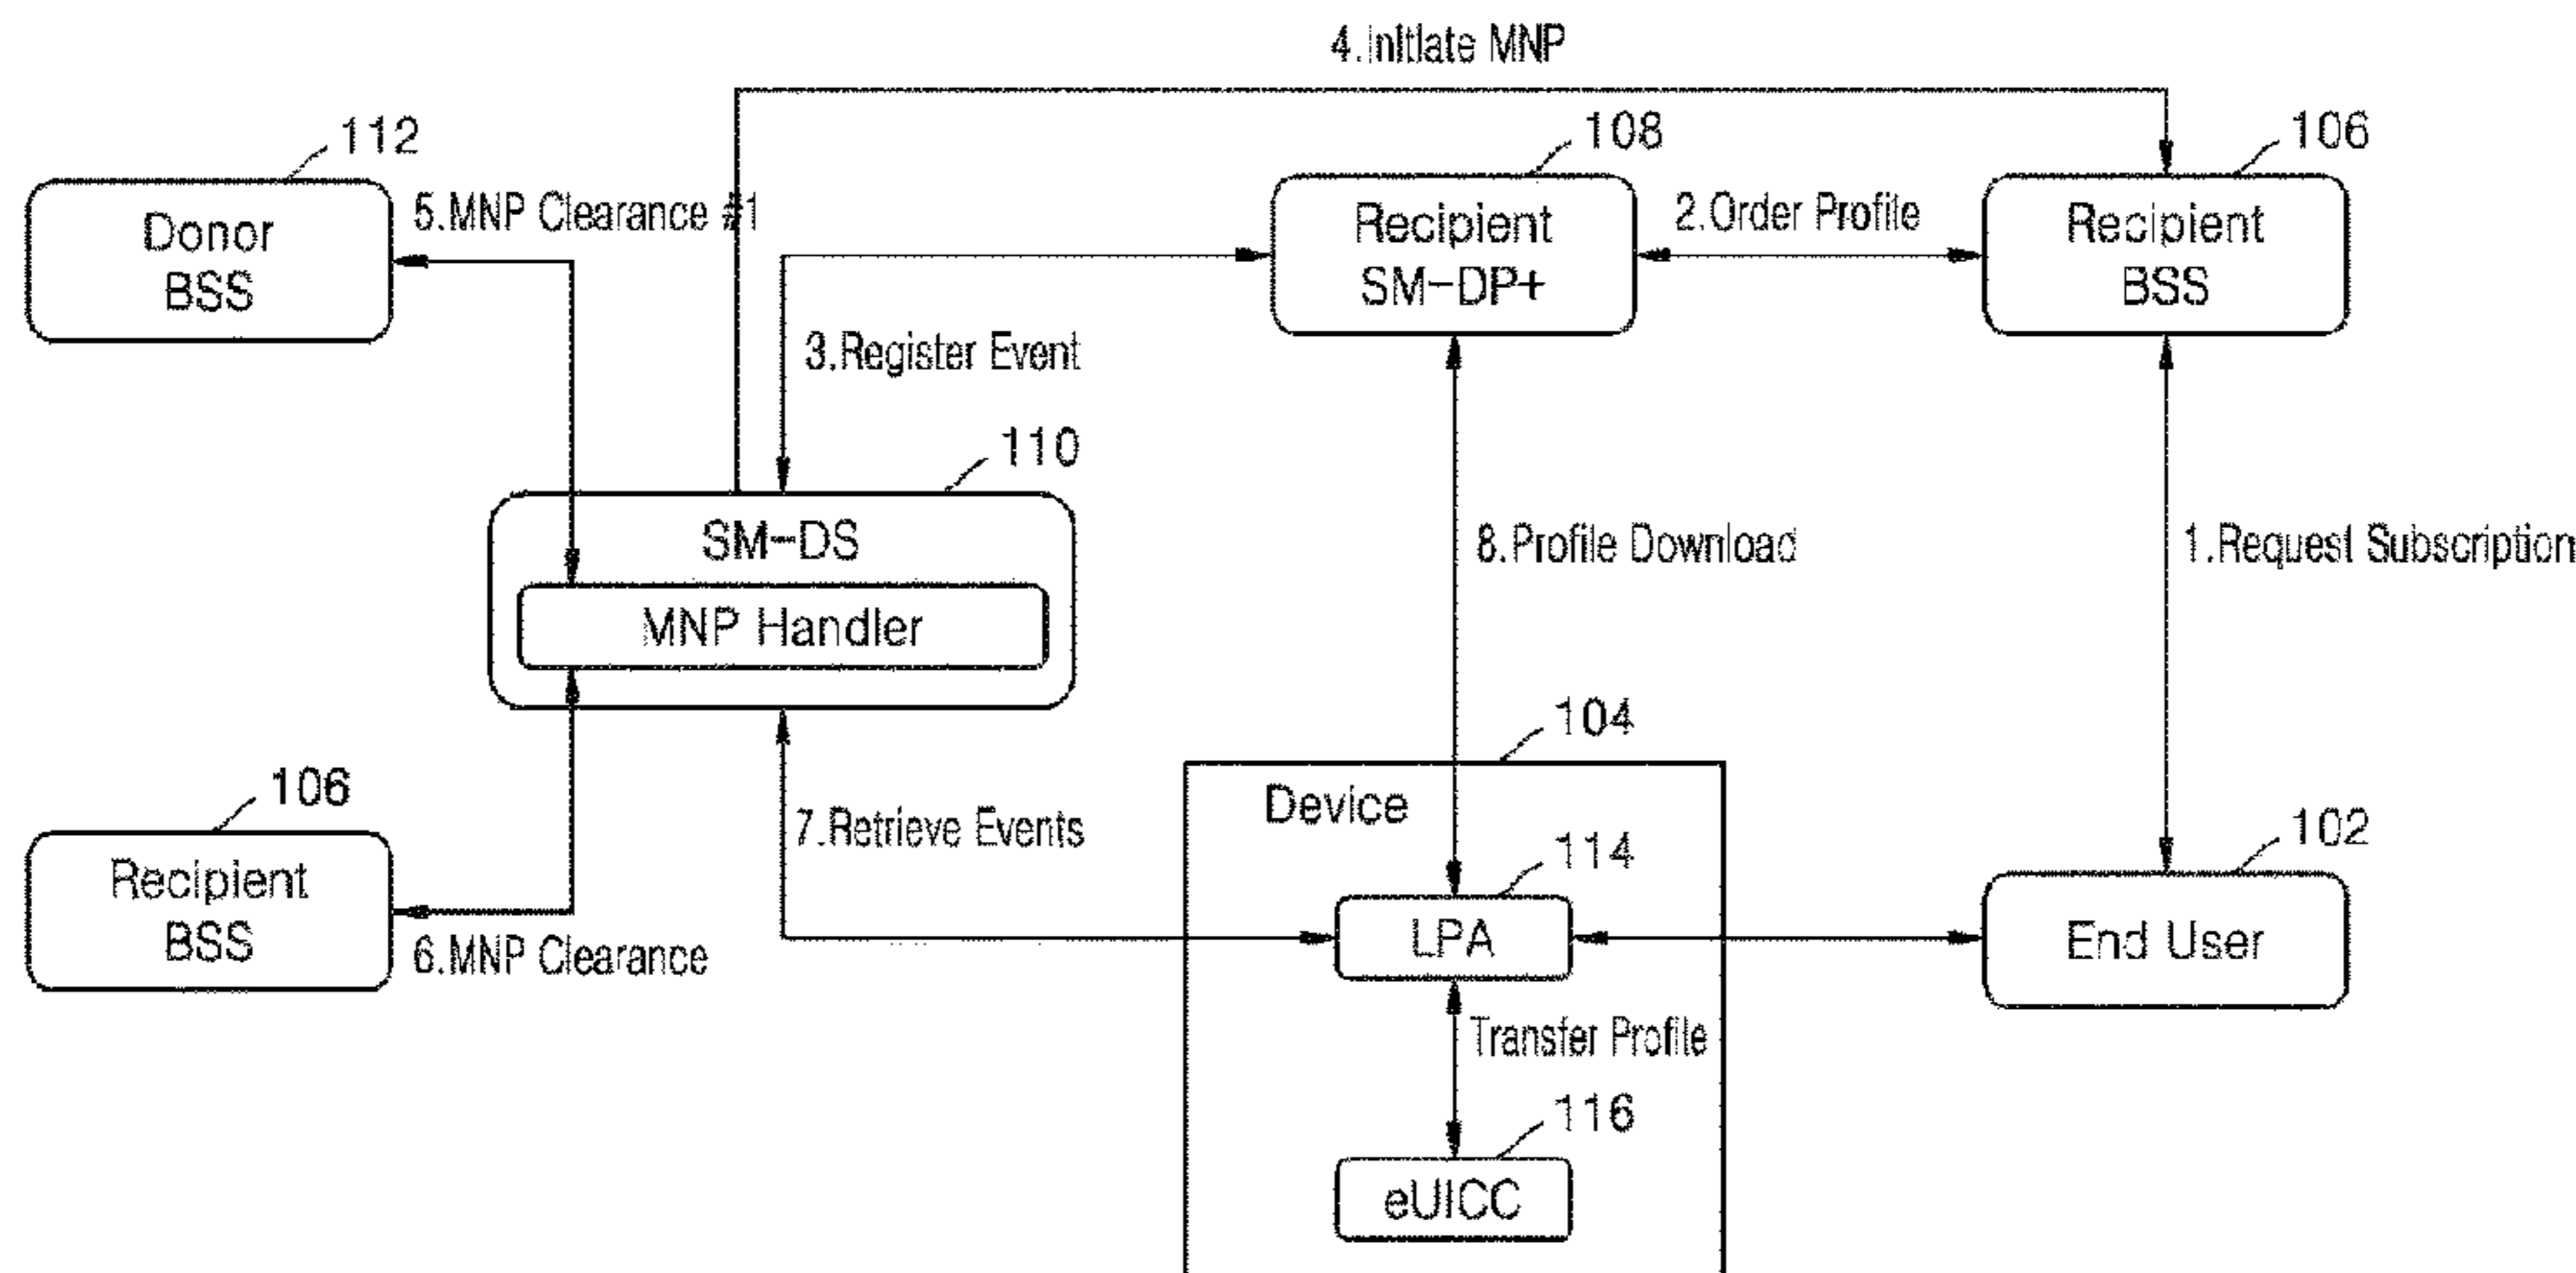 4.Initiate MNP
112
108
106
Donor
BSS
5.MNP Clearance #1
Recipient
SM-DP+
2.Order Profile
Recipient
BSS
3.Register Event
110
SM-DS
MNP Handler
8.Profile Download
1.Request Subscription
104
106
Device
7.Retrieve Events
114
102
Recipient
BSS
6.MNP Clearance
LPA
End User
Transfer Profile
116
eUICC